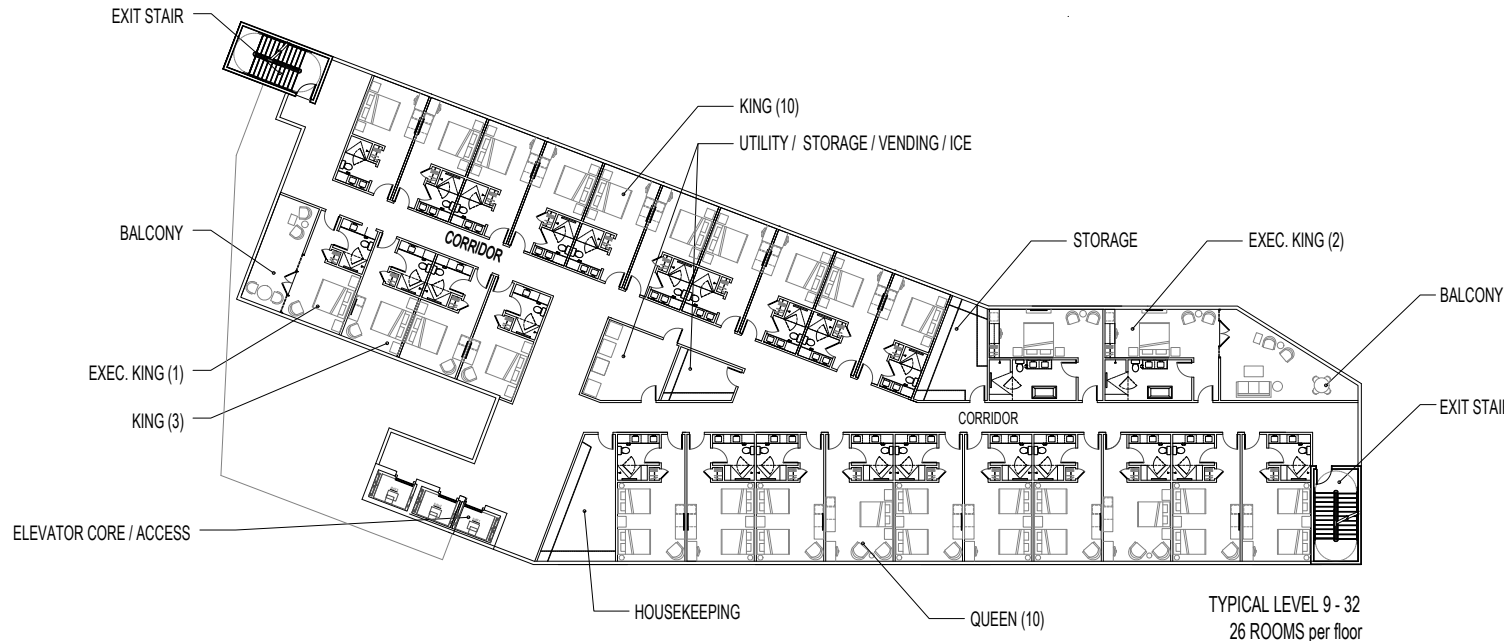 EXIT STAIR
KING (10)
UTILITY / STORAGE / VENDING / ICE
BALCONY
CORRIDOR
STORAGE
EXEC. KING (2)
BALCONY
EXEC. KING (1)
KING (3)
CORRIDOR
EXIT STAIR
ELEVATOR CORE / ACCESS
HOUSEKEEPING
QUEEN (10)
TYPICAL LEVEL 9 - 32
26 ROOMS per floor